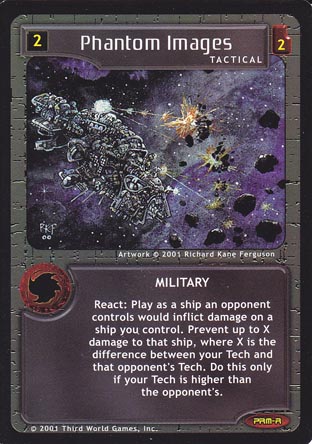 2
Phantom Images
2
TACTICAL
RKF
00
Artwork © 2001 Richard Kane Ferguson
MILITARY
React: Play as a ship an opponent
controls would inflict damage on a
ship you control. Prevent up to X
damage to that ship, where X is the
difference between your Tech and
that opponent's Tech. Do this only
if your Tech is higher than
the opponent's.
© 2001 Third World Games, Inc.
PRM-A